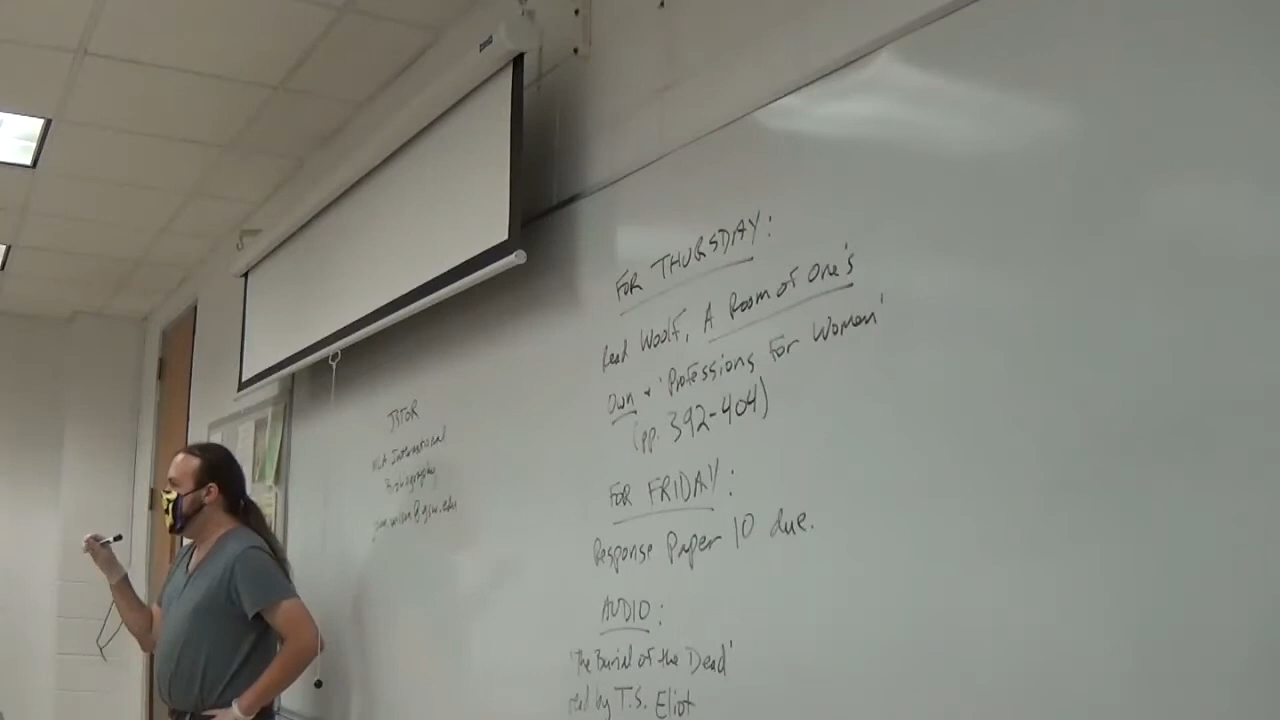 JSTOR
MLA International
Bibliography
FOR THURSDAY:
Read Woolf, A Room of One's
Own + 'Professions For Women'
(pp. 392-404)
FOR FRIDAY:
Response Paper 10 due.
AUDIO:
'The Burial of the Dead'
read by T.S. Eliot